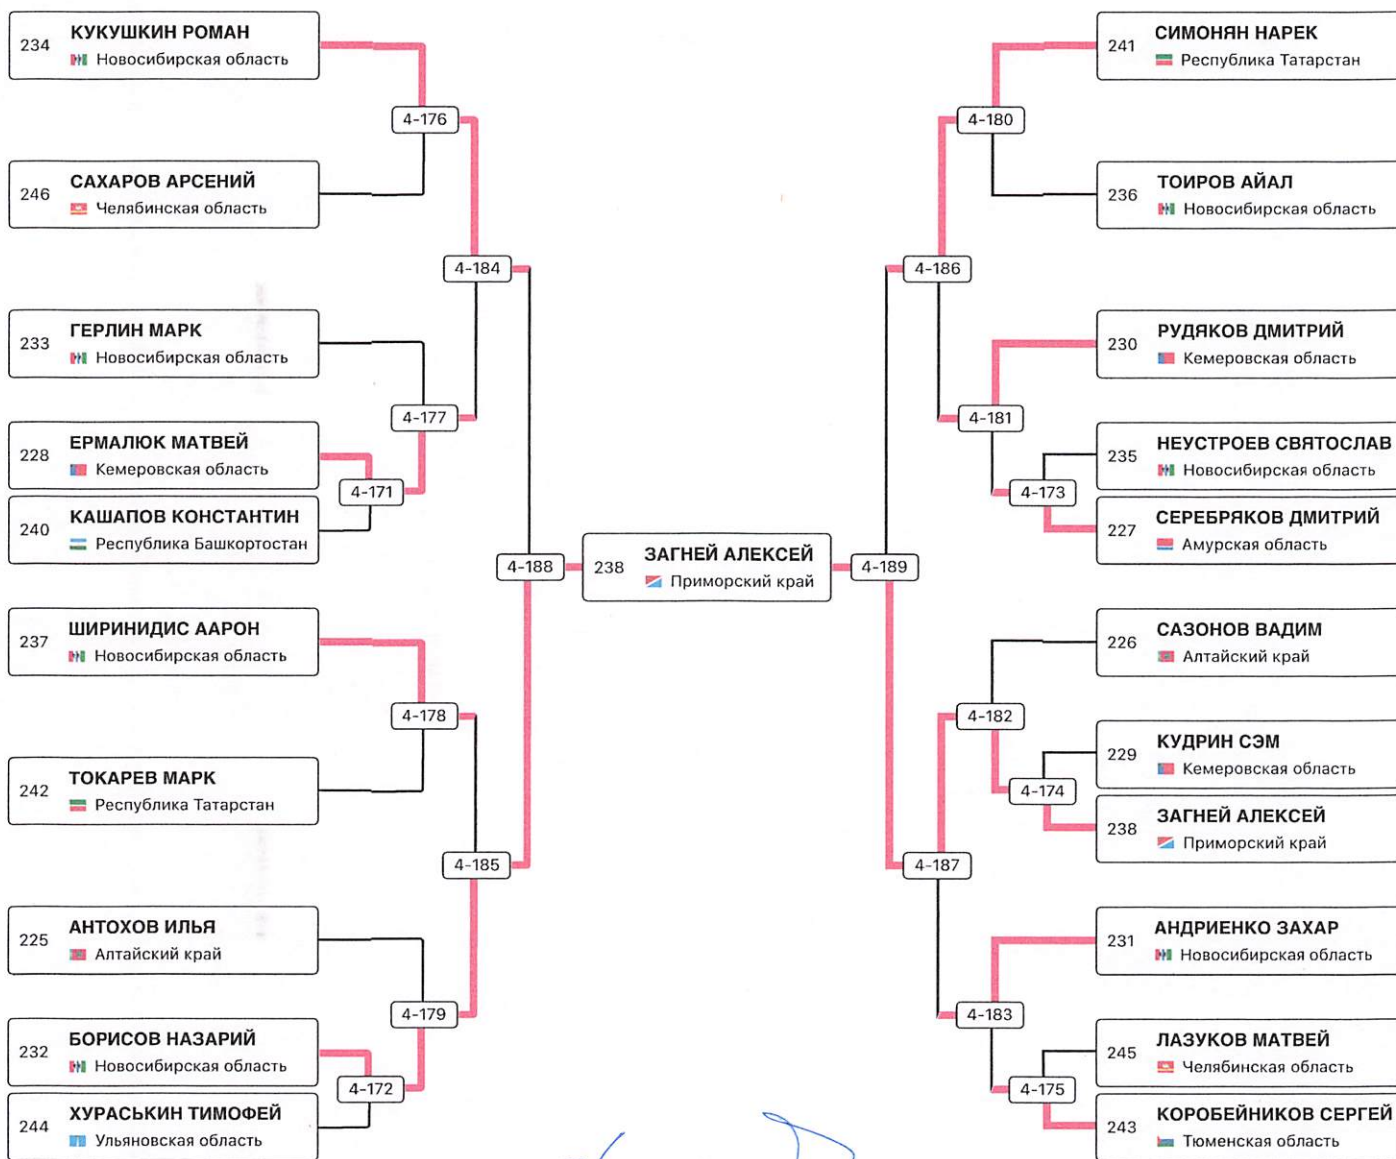 234 КУКУШКИН РОМАН
Новосибирская область
4-176
246 САХАРОВ АРСЕНИЙ
Челябинская область
4-184
233 ГЕРЛИН МАРК
Новосибирская область
4-177
228 ЕРМАЛЮК МАТВЕЙ
Кемеровская область
4-171
240 КАШАПОВ КОНСТАНТИН
Республика Башкортостан
4-188
237 ШИРИНИДИС ААРОН
Новосибирская область
4-178
242 ТОКАРЕВ МАРК
Республика Татарстан
4-185
225 АНТОХОВ ИЛЬЯ
Алтайский край
4-179
232 БОРИСОВ НАЗАРИЙ
Новосибирская область
4-172
244 ХУРАСЬКИН ТИМОФЕЙ
Ульяновская область
238 ЗАГНЕЙ АЛЕКСЕЙ
Приморский край
241 СИМОНЯН НАРЕК
Республика Татарстан
4-180
236 ТОИРОВ АЙАЛ
Новосибирская область
4-186
230 РУДЯКОВ ДМИТРИЙ
Кемеровская область
4-181
235 НЕУСТРОЕВ СВЯТОСЛАВ
Новосибирская область
4-173
227 СЕРЕБРЯКОВ ДМИТРИЙ
Амурская область
4-189
226 САЗОНОВ ВАДИМ
Алтайский край
4-182
229 КУДРИН СЭМ
Кемеровская область
4-174
238 ЗАГНЕЙ АЛЕКСЕЙ
Приморский край
4-187
231 АНДРИЕНКО ЗАХАР
Новосибирская область
4-183
245 ЛАЗУКОВ МАТВЕЙ
Челябинская область
4-175
243 КОРОБЕЙНИКОВ СЕРГЕЙ
Тюменская область